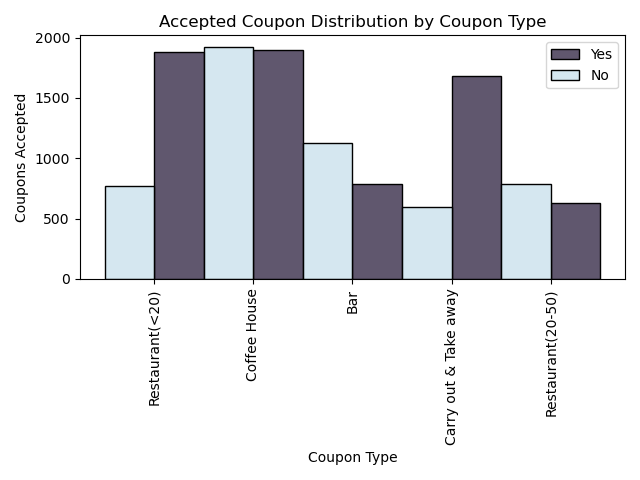 Accepted Coupon Distribution by Coupon Type
Yes
No
Coupons Accepted
2000
1500
1000
500
0
Restaurant(<20)
Coffee House
Bar
Carry out & Take away
Restaurant(20-50)
Coupon Type